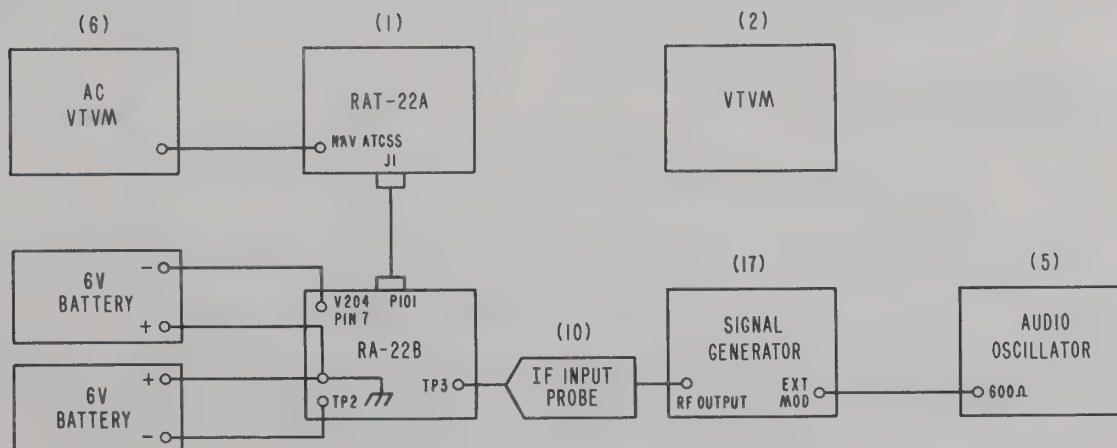 (6)
(1)
(2)
AC
VTVM
RAT-22A
NAV ATCSS
J1
VTVM
6V
BATTERY
-
+
6V
BATTERY
+
-
V204
PIN 7
P101
RA-22B
TP2
TP3
(10)
IF INPUT
PROBE
(17)
SIGNAL
GENERATOR
RF OUTPUT
EXT
MOD
(5)
AUDIO
OSCILLATOR
600Ω